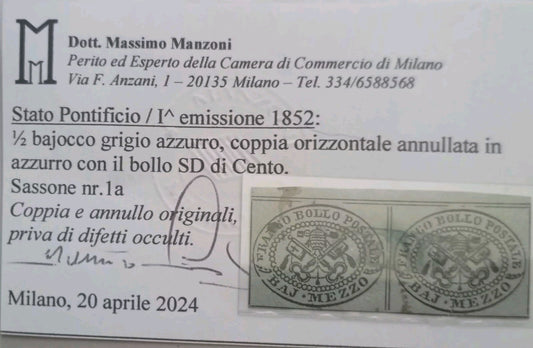 M
M
Dott. Massimo Manzoni
Perito ed Esperto della Camera di Commercio di Milano
Via F. Anzani, 1 – 20135 Milano – Tel. 334/6588568
Stato Pontificio / I^ emissione 1852:
½ bajocco grigio azzurro, coppia orizzontale annullata in
azzurro con il bollo SD di Cento.
Sassone nr.1a
Coppia e annullo originali,
priva di difetti occulti.
Milano, 20 aprile 2024
FRANCO BOLLO POSTALE
BAJ · MEZZO
FRANCO BOLLO POSTALE
BAJ · MEZZO